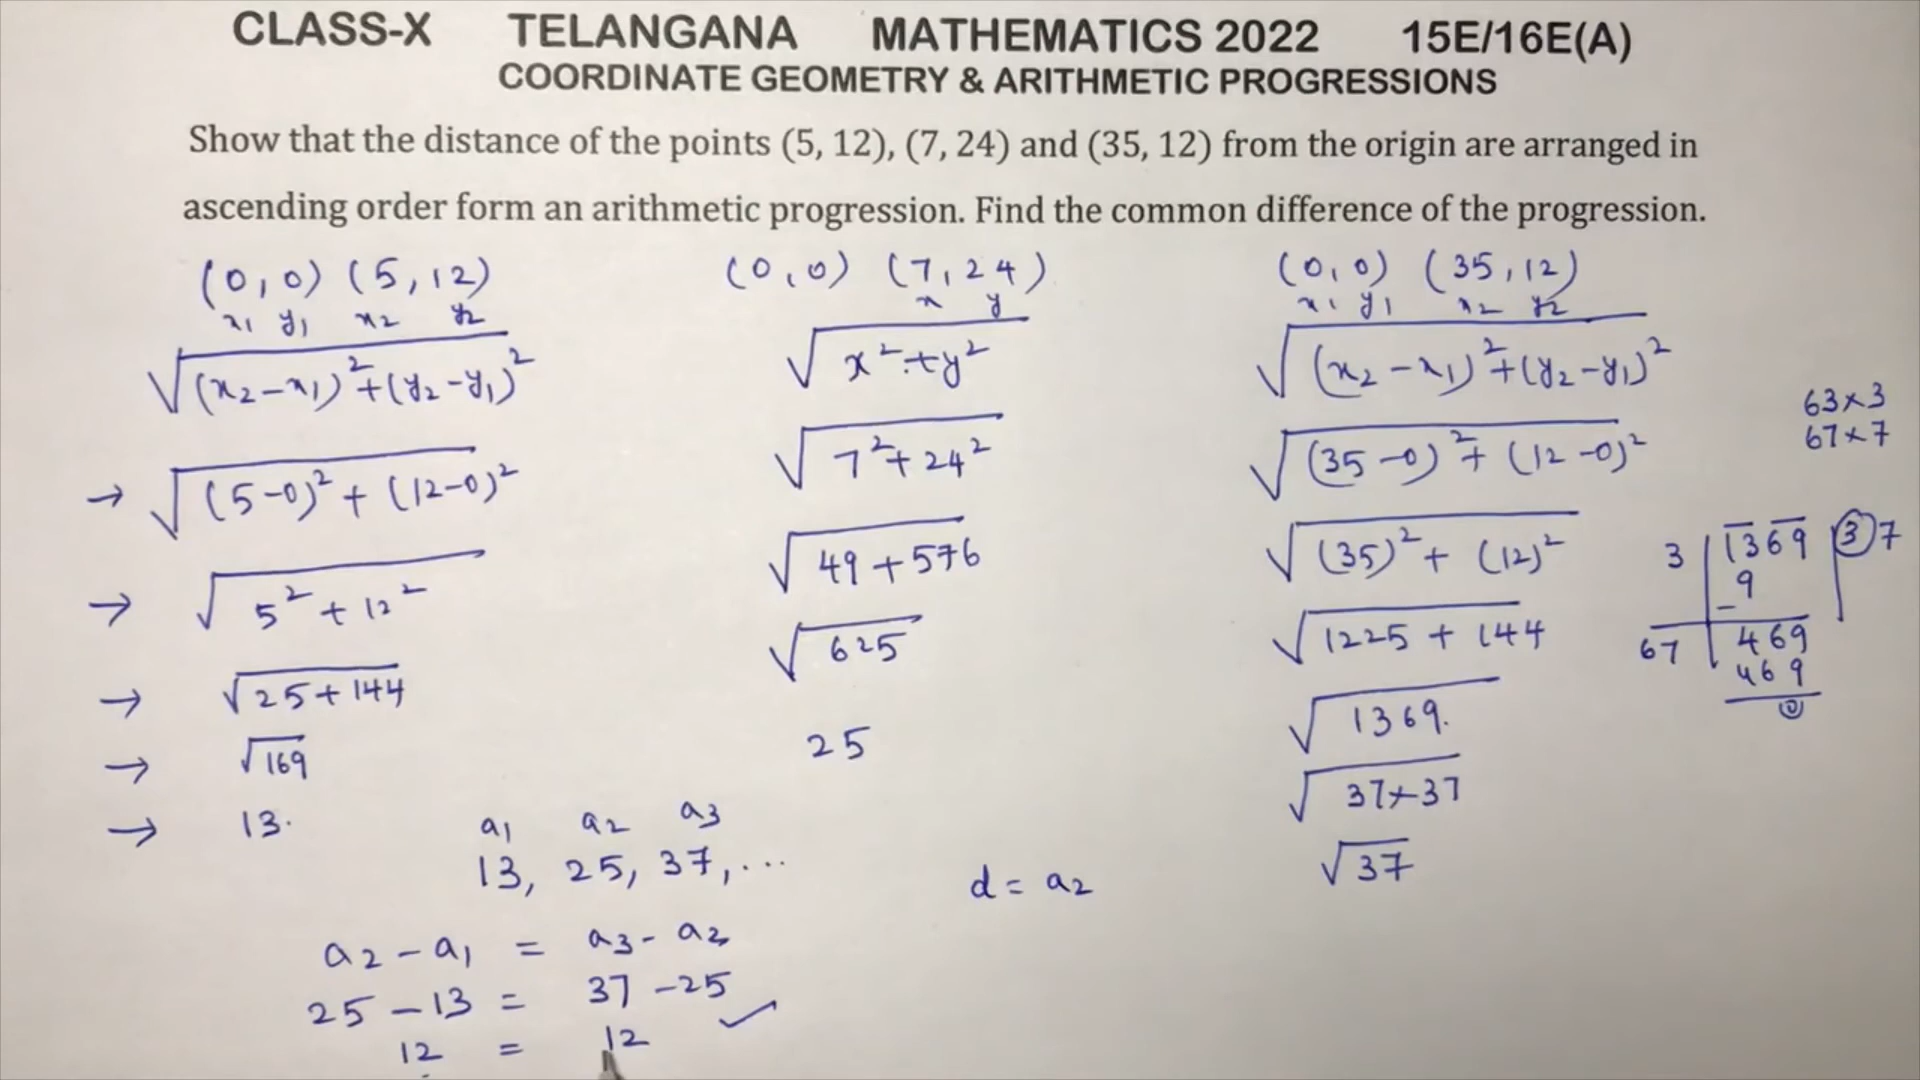 CLASS-X TELANGANA MATHEMATICS 2022 15E/16E(A)
COORDINATE GEOMETRY & ARITHMETIC PROGRESSIONS
Show that the distance of the points (5, 12), (7, 24) and (35, 12) from the origin are arranged in
ascending order form an arithmetic progression. Find the common difference of the progression.
(0,0) (5,12)
x1 y1 x2 y2
√(x2-x1)²+(y2-y1)²
→ √(5-0)²+(12-0)²
→ √5²+12²
→ √25+144
→ √169
→ 13.
(0,0) (7,24)
x y
√x²+y²
√7²+24²
√49+576
√625
25
(0,0) (35,12)
x1 y1 x2 y2
√(x2-x1)²+(y2-y1)²
√(35-0)²+(12-0)²
√(35)²+(12)²
√1225+144
√1369.
√37×37
√37
63×3
67×7
3 1369 37
9
67 469
469
0
a1 a2 a3
13, 25, 37, ...
a2-a1 = a3-a2
25-13 = 37-25 ✓
12 = 12
d = a2